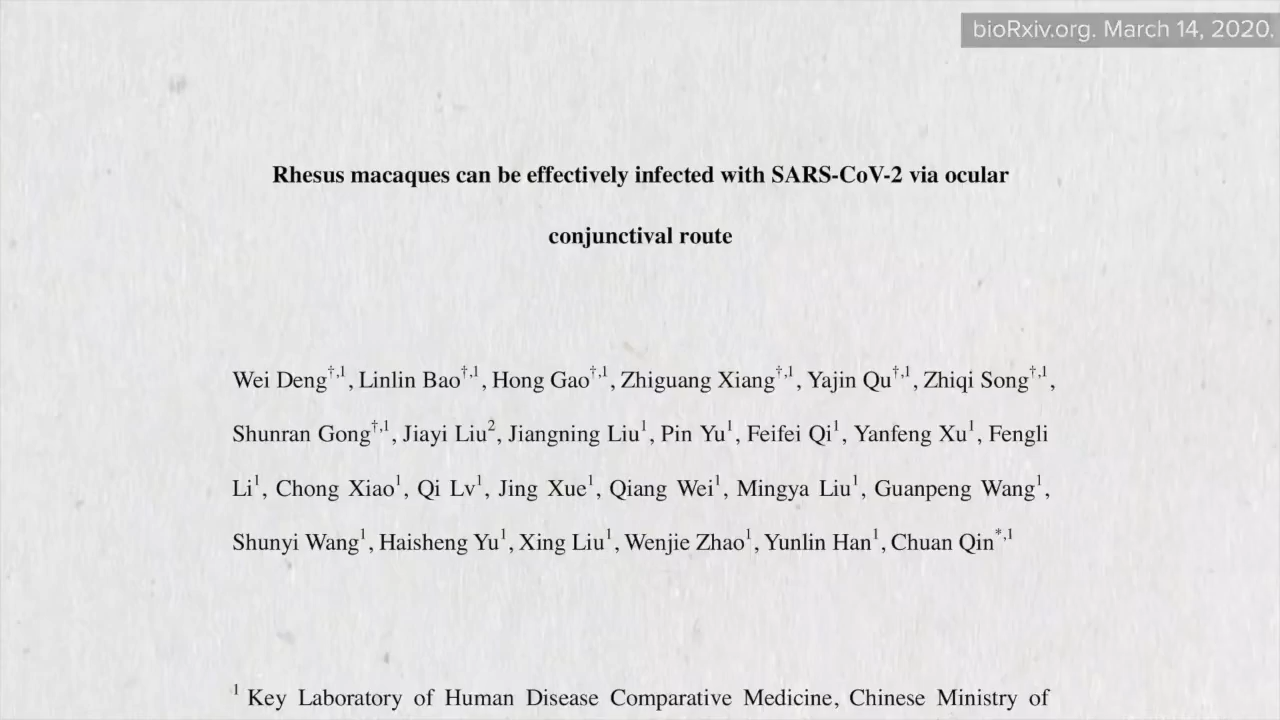 bioRxiv.org. March 14, 2020.
Rhesus macaques can be effectively infected with SARS-CoV-2 via ocular
conjunctival route
Wei Deng†,1, Linlin Bao†,1, Hong Gao†,1, Zhiguang Xiang†,1, Yajin Qu†,1, Zhiqi Song†,1,
Shunran Gong†,1, Jiayi Liu2, Jiangning Liu1, Pin Yu1, Feifei Qi1, Yanfeng Xu1, Fengli
Li1, Chong Xiao1, Qi Lv1, Jing Xue1, Qiang Wei1, Mingya Liu1, Guanpeng Wang1,
Shunyi Wang1, Haisheng Yu1, Xing Liu1, Wenjie Zhao1, Yunlin Han1, Chuan Qin*,1
1 Key Laboratory of Human Disease Comparative Medicine, Chinese Ministry of